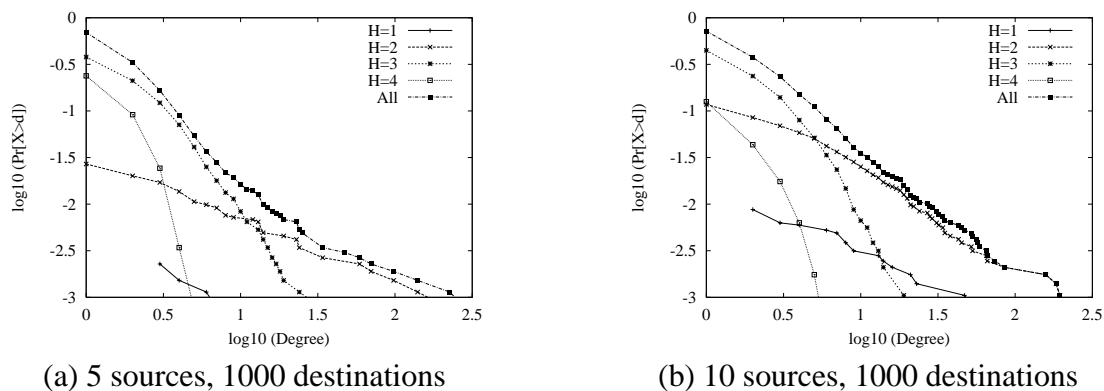 0
-0.5
-1
-1.5
-2
-2.5
-3
log10 (Pr[X>d])
0 0.5 1 1.5 2 2.5
log10 (Degree)
H=1
H=2
H=3
H=4
All
(a) 5 sources, 1000 destinations
0
-0.5
-1
-1.5
-2
-2.5
-3
log10 (Pr[X>d])
0 0.5 1 1.5 2 2.5
log10 (Degree)
H=1
H=2
H=3
H=4
All
(b) 10 sources, 1000 destinations